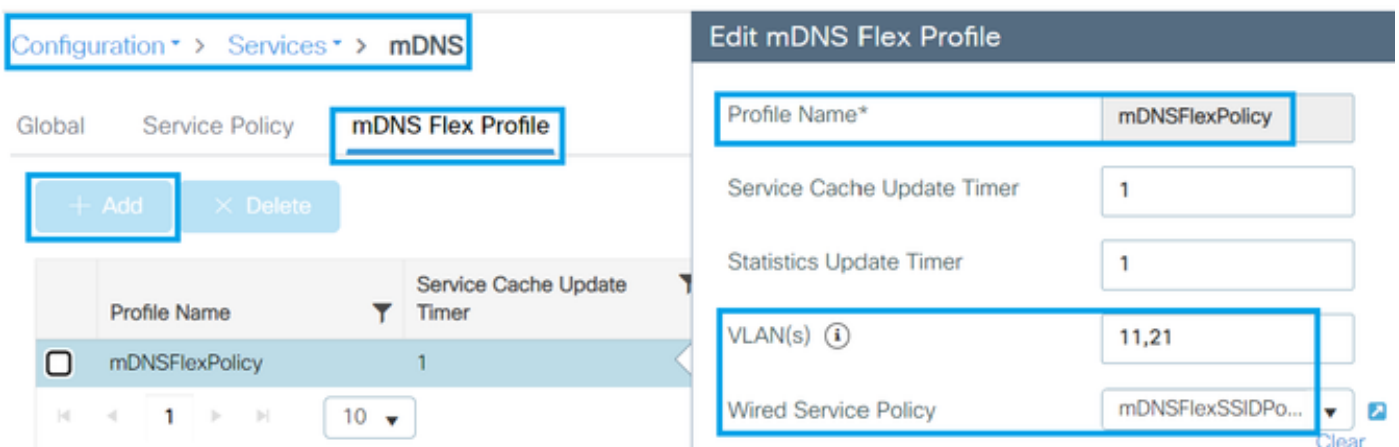 Configuration > Services > mDNS
Global Service Policy mDNS Flex Profile
+ Add × Delete
Profile Name Service Cache Update Timer
mDNSFlexPolicy 1
1 10
Edit mDNS Flex Profile
Profile Name* mDNSFlexPolicy
Service Cache Update Timer 1
Statistics Update Timer 1
VLAN(s) 11,21
Wired Service Policy mDNSFlexSSIDPo...
Clear